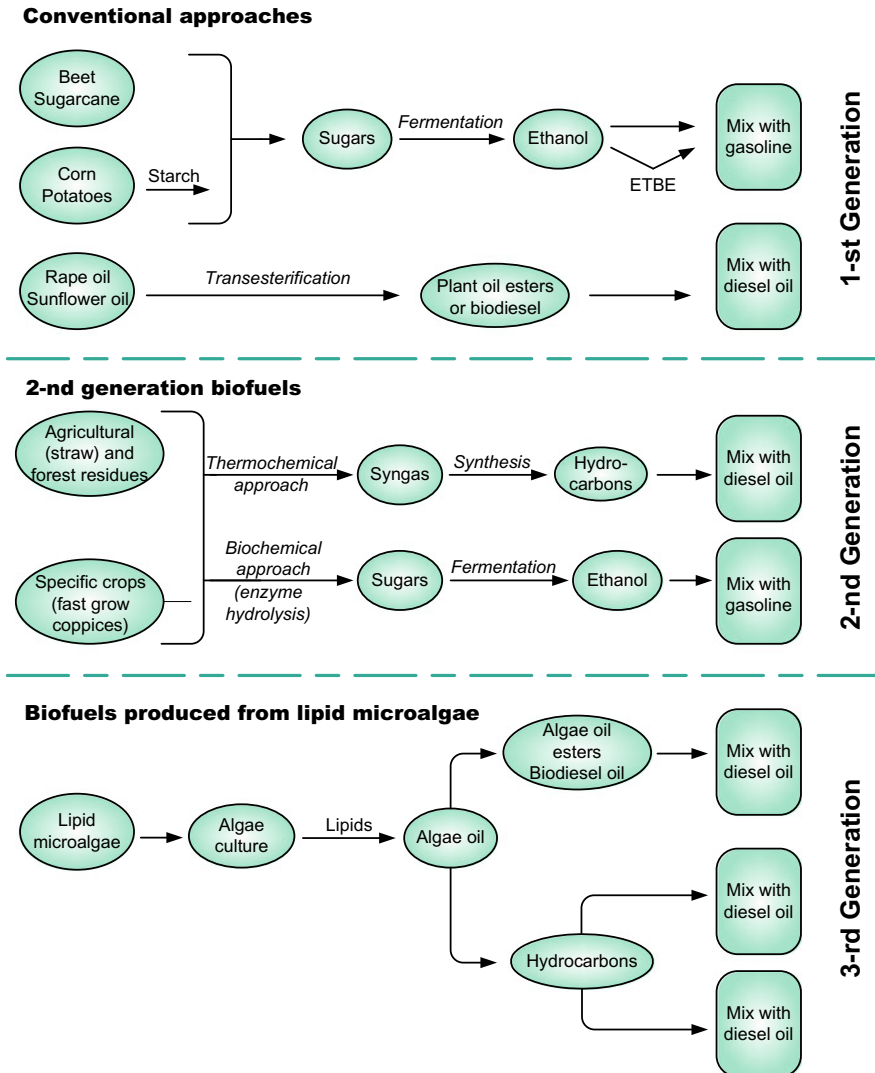 Conventional approaches
Beet
Sugarcane
Corn
Potatoes
Starch
Sugars
Fermentation
Ethanol
ETBE
Mix with
gasoline
Rape oil
Sunflower oil
Transesterification
Plant oil esters
or biodiesel
Mix with
diesel oil
1-st Generation
2-nd generation biofuels
Agricultural
(straw) and
forest residues
Specific crops
(fast grow
coppices)
Thermochemical
approach
Syngas
Synthesis
Hydro-
carbons
Mix with
diesel oil
Biochemical
approach
(enzyme
hydrolysis)
Sugars
Fermentation
Ethanol
Mix with
gasoline
2-nd Generation
Biofuels produced from lipid microalgae
Lipid
microalgae
Algae
culture
Lipids
Algae oil
Algae oil
esters
Biodiesel oil
Mix with
diesel oil
Hydrocarbons
Mix with
diesel oil
Mix with
diesel oil
3-rd Generation